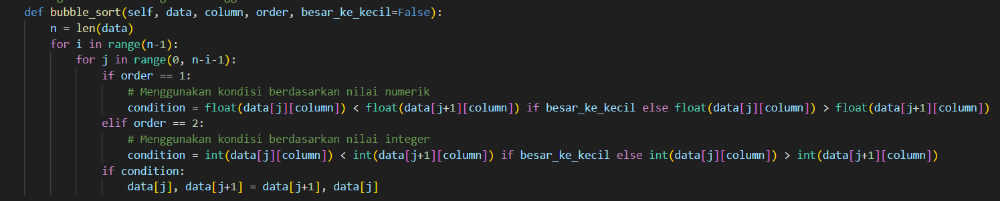 def bubble_sort(self, data, column, order, besar_ke_kecil=False):
    n = len(data)
    for i in range(n-1):
        for j in range(0, n-i-1):
            if order == 1:
                # Menggunakan kondisi berdasarkan nilai numerik
                condition = float(data[j][column]) < float(data[j+1][column]) if besar_ke_kecil else float(data[j][column]) > float(data[j+1][column])
            elif order == 2:
                # Menggunakan kondisi berdasarkan nilai integer
                condition = int(data[j][column]) < int(data[j+1][column]) if besar_ke_kecil else int(data[j][column]) > int(data[j+1][column])
            if condition:
                data[j], data[j+1] = data[j+1], data[j]